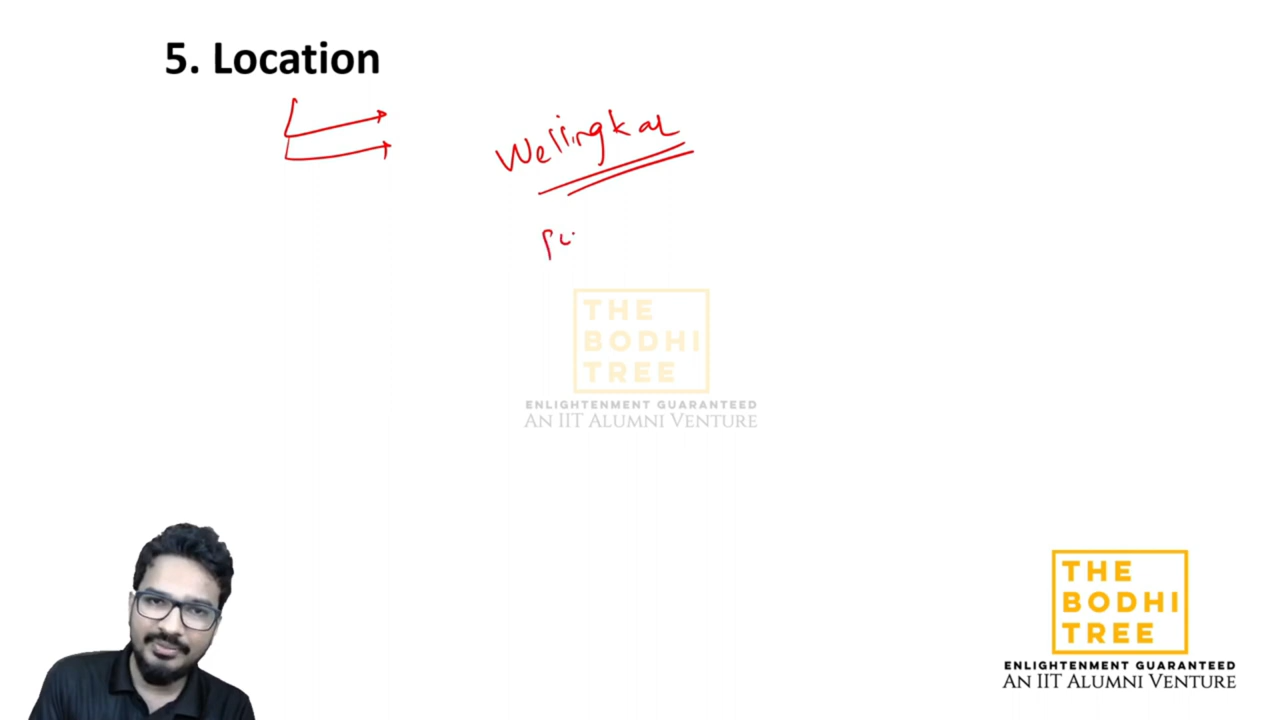 5. Location
Wellingkar
THE
BODHI
TREE
ENLIGHTENMENT GUARANTEED
AN IIT ALUMNI VENTURE
THE
BODHI
TREE
ENLIGHTENMENT GUARANTEED
AN IIT ALUMNI VENTURE